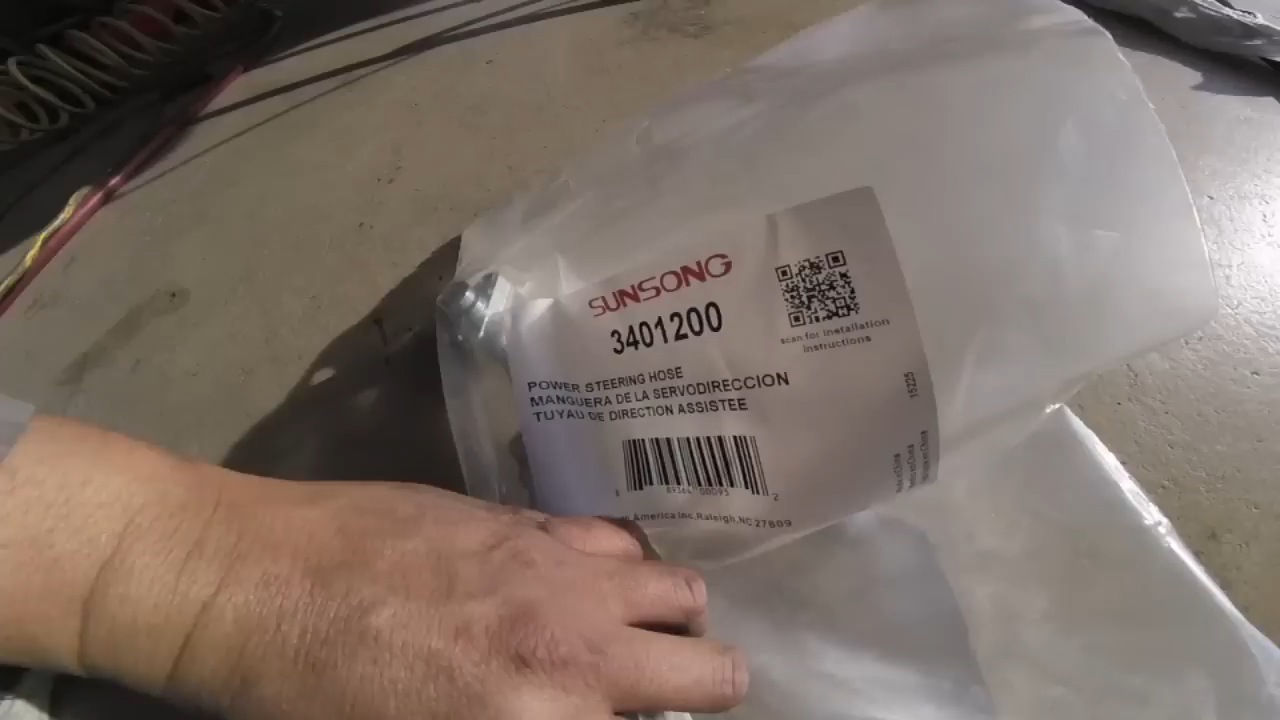 SUNSONG
3401200
scan for installation
instructions
POWER STEERING HOSE
MANGUERA DE LA SERVODIRECCION
TUYAU DE DIRECTION ASSISTEE
15225
2
America Inc, Raleigh, NC 27609